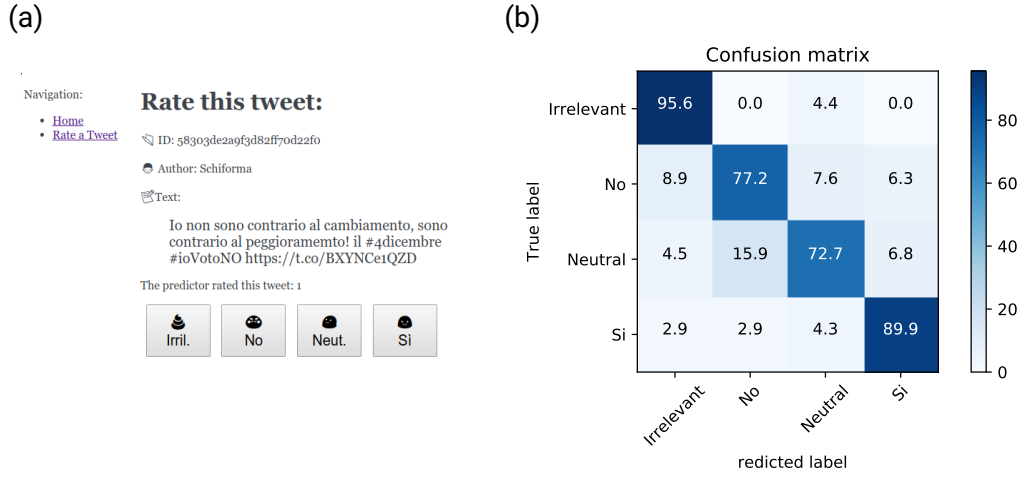 (a)
Navigation:
Home
Rate a Tweet
Rate this tweet:
ID: 58303de2a9f3d82ff70d22f0
Author: Schiforma
Text:
Io non sono contrario al cambiamento, sono
contrario al peggioramento! il #4dicembre
#ioVotoNO https://t.co/BXYNCe1QZD
The predictor rated this tweet: 1
Irril.
No
Neut.
Sì
(b)
Confusion matrix
True label
Irrelevant
95.6 0.0 4.4 0.0
No
8.9 77.2 7.6 6.3
Neutral
4.5 15.9 72.7 6.8
Si
2.9 2.9 4.3 89.9
Irrelevant
No
Neutral
Si
redicted label
80
60
40
20
0